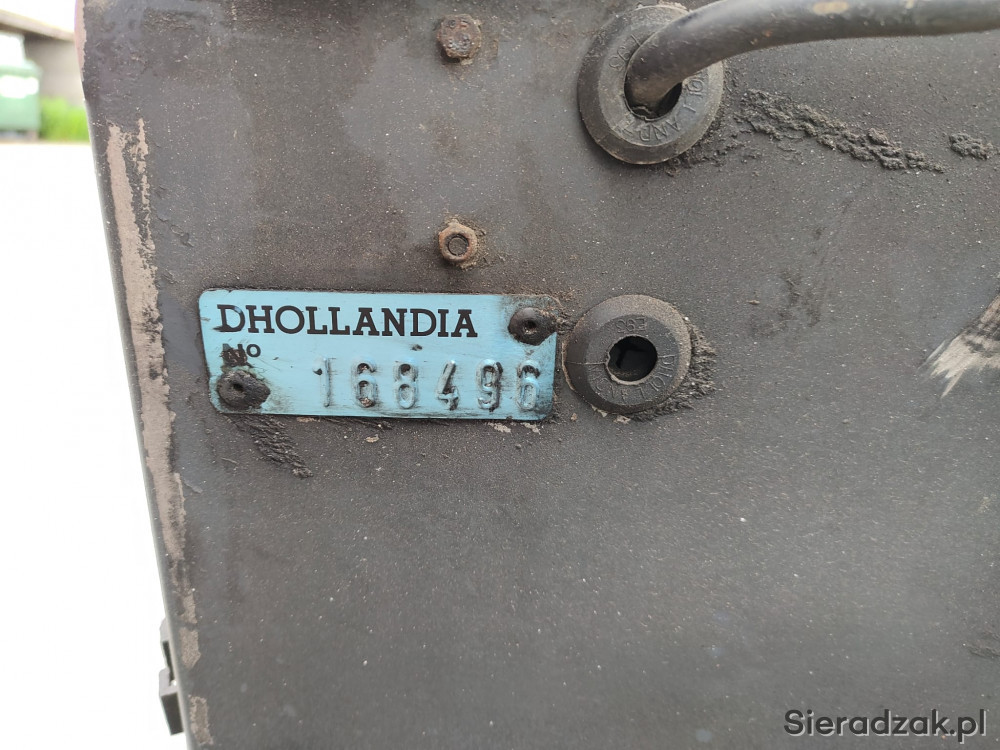 DHOLLANDIA
No
168496
Sieradzak.pl